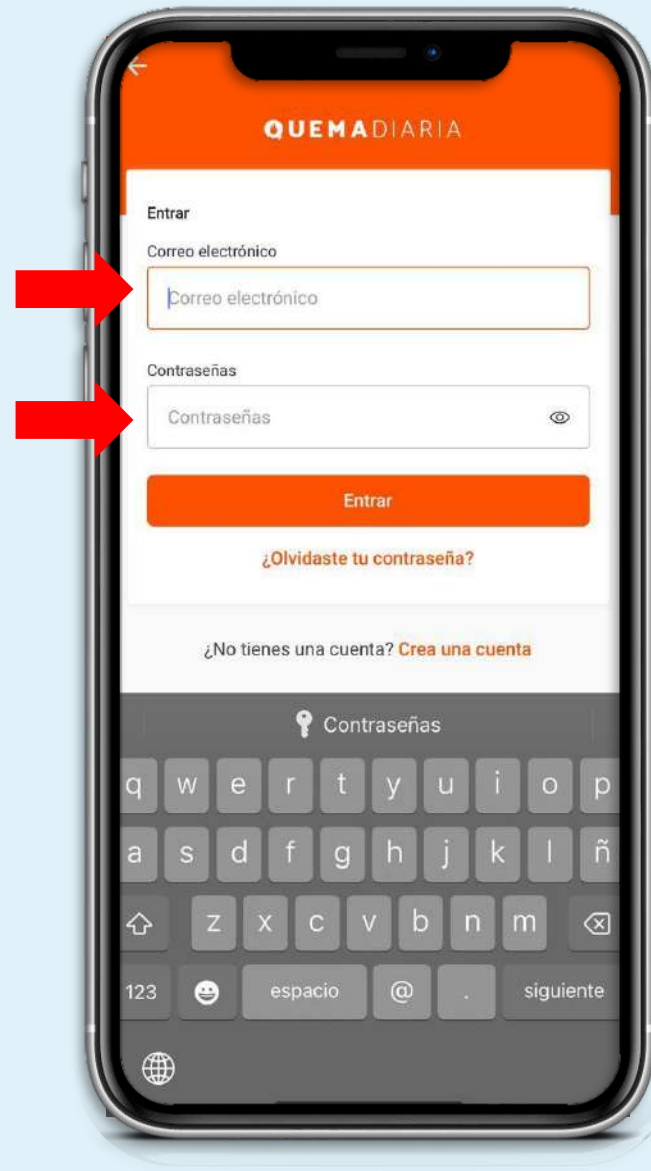 QUEMADIARIA
Entrar
Correo electrónico
Correo electrónico
Contraseñas
Contraseñas
Entrar
¿Olvidaste tu contraseña?
¿No tienes una cuenta? Crea una cuenta
Contraseñas
q w e r t y u i o p
a s d f g h j k l ñ
z x c v b n m
123 espacio @ . siguiente